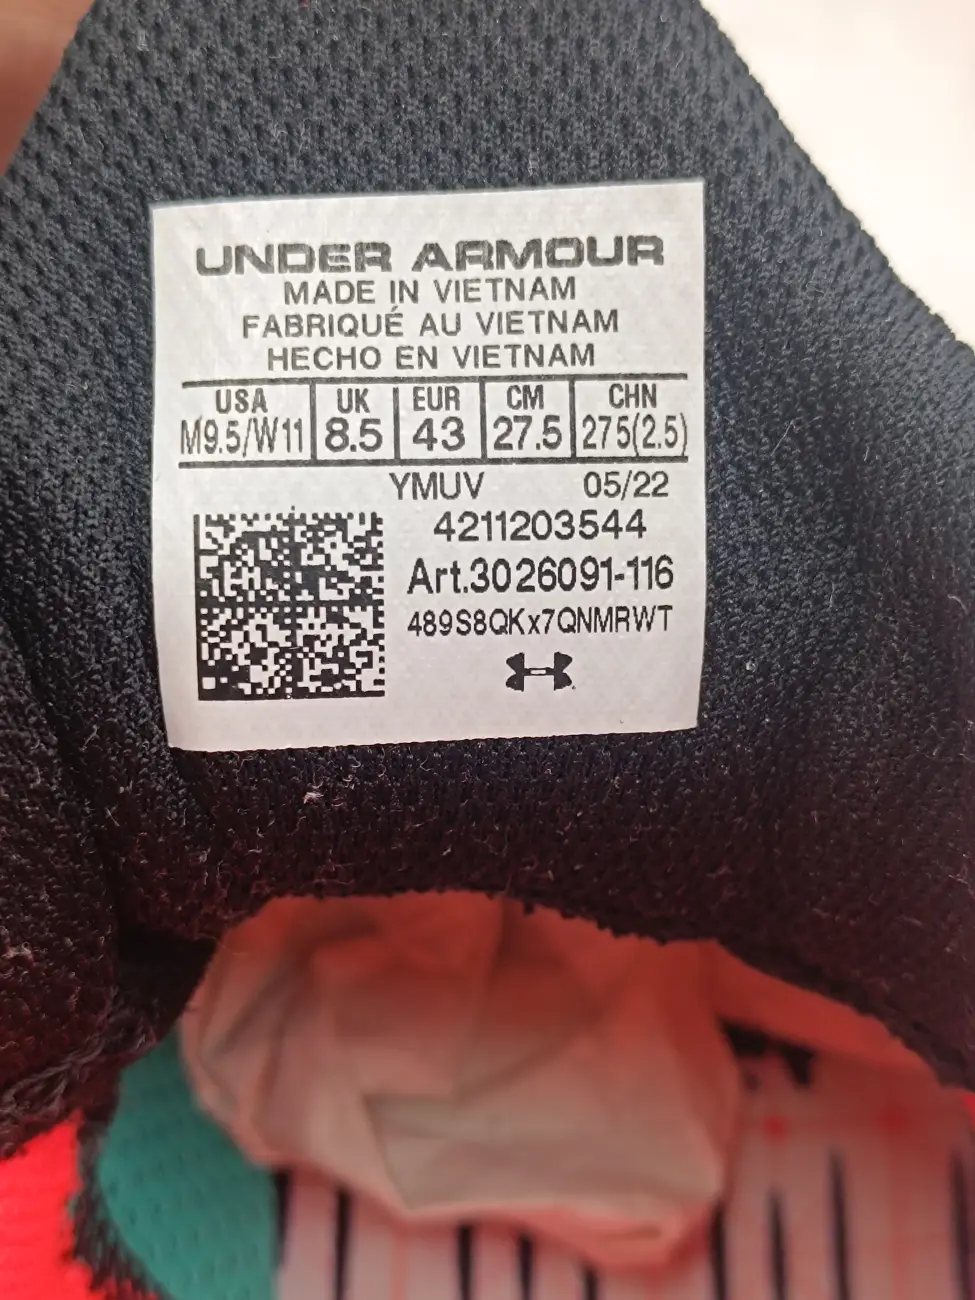 UNDER ARMOUR
MADE IN VIETNAM
FABRIQUÉ AU VIETNAM
HECHO EN VIETNAM
USA UK EUR CM CHN
M9.5/W11 8.5 43 27.5 275(2.5)
YMUV 05/22
4211203544
Art.3026091-116
489S8QKx7QNMRWT